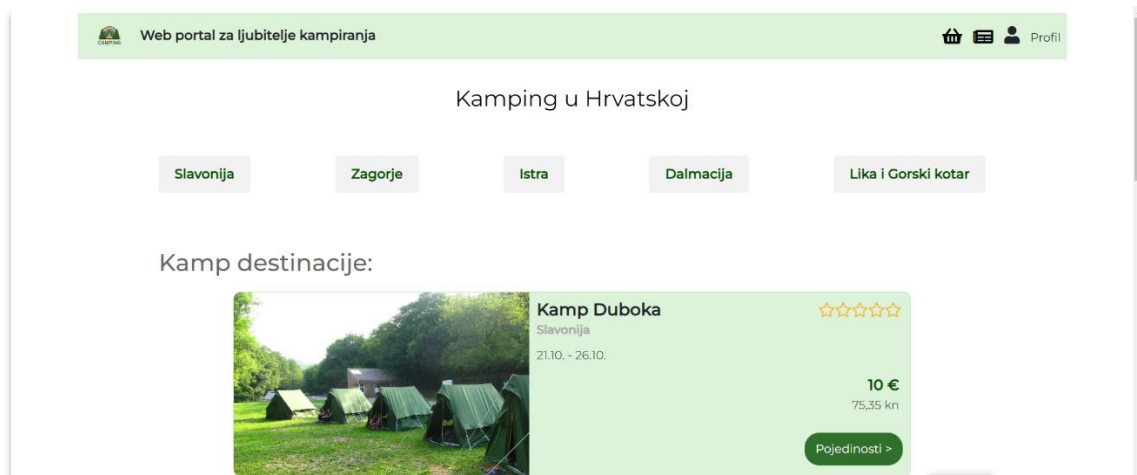 CAMPING
Web portal za ljubitelje kampiranja
Profil
Kamping u Hrvatskoj
Slavonija
Zagorje
Istra
Dalmacija
Lika i Gorski kotar
Kamp destinacije:
Kamp Duboka
Slavonija
21.10. - 26.10.
10 €
75,35 kn
Pojedinosti >